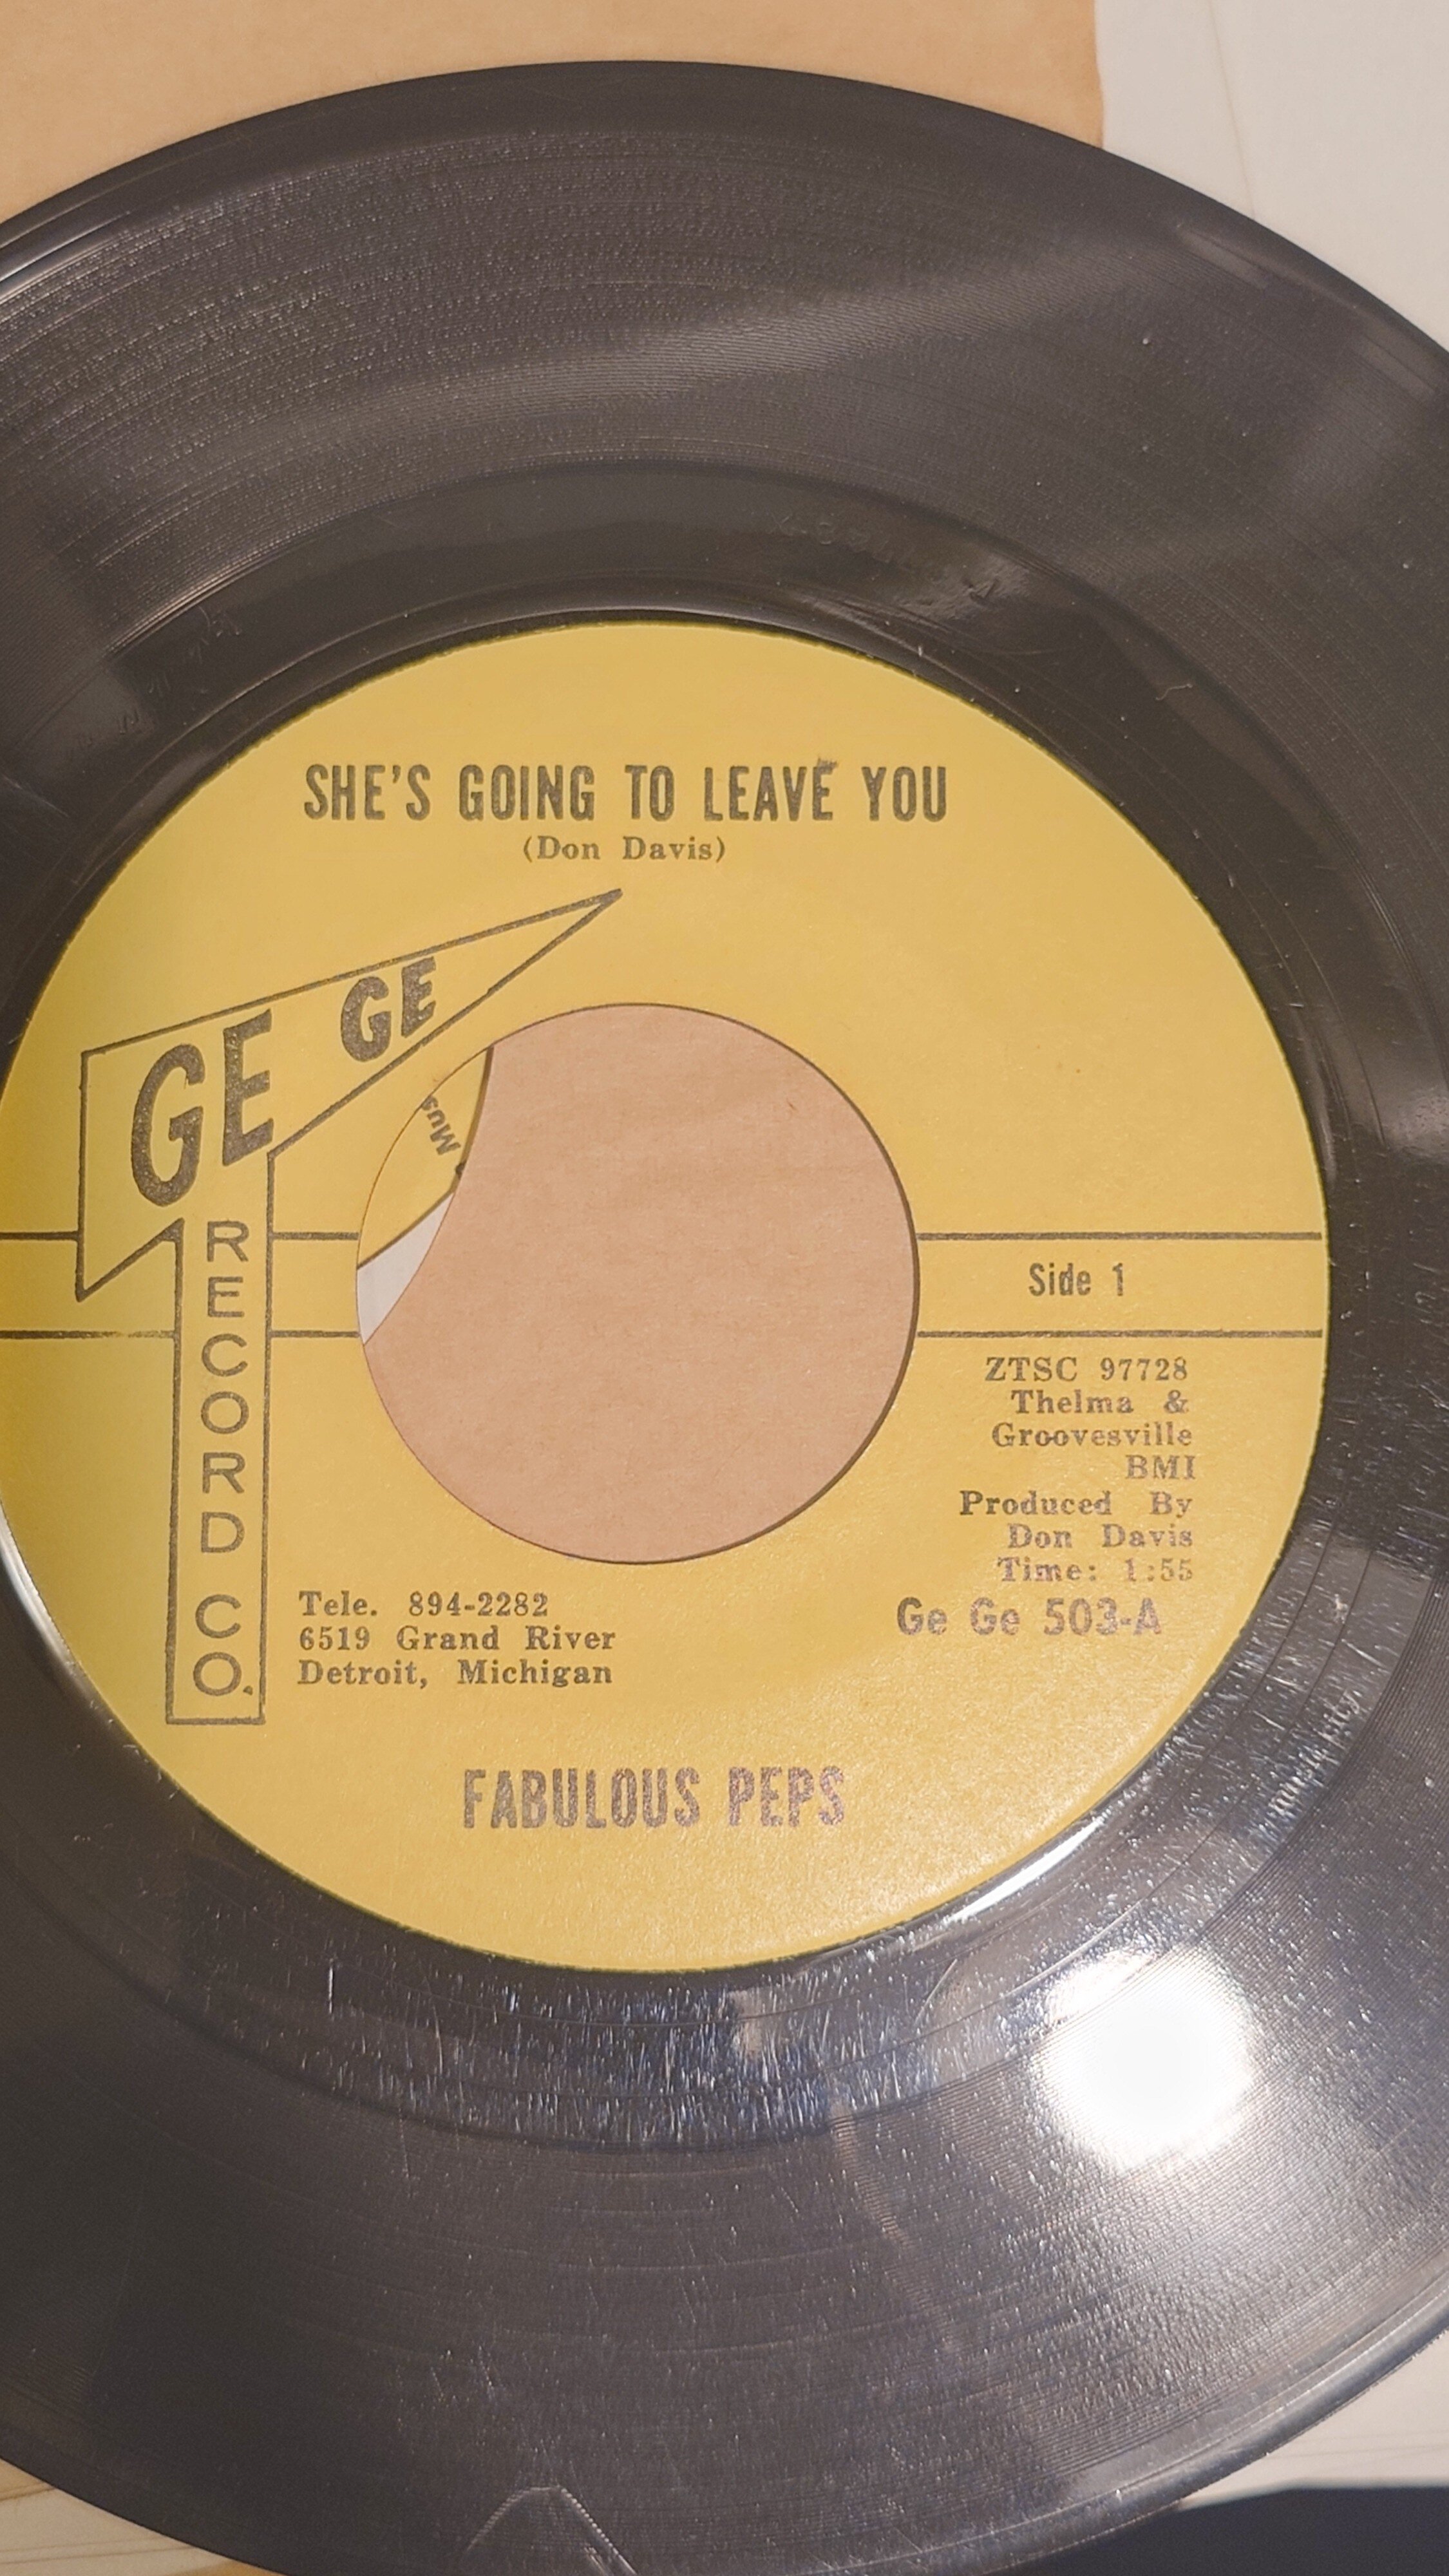 SHE'S GOING TO LEAVE YOU
(Don Davis)
GE GE
RECORD CO.
Mus
Side 1
ZTSC 97728
Thelma &
Groovesville
BMI
Produced By
Don Davis
Time: 1:55
Ge Ge 503-A
Tele. 894-2282
6519 Grand River
Detroit, Michigan
FABULOUS PEPS